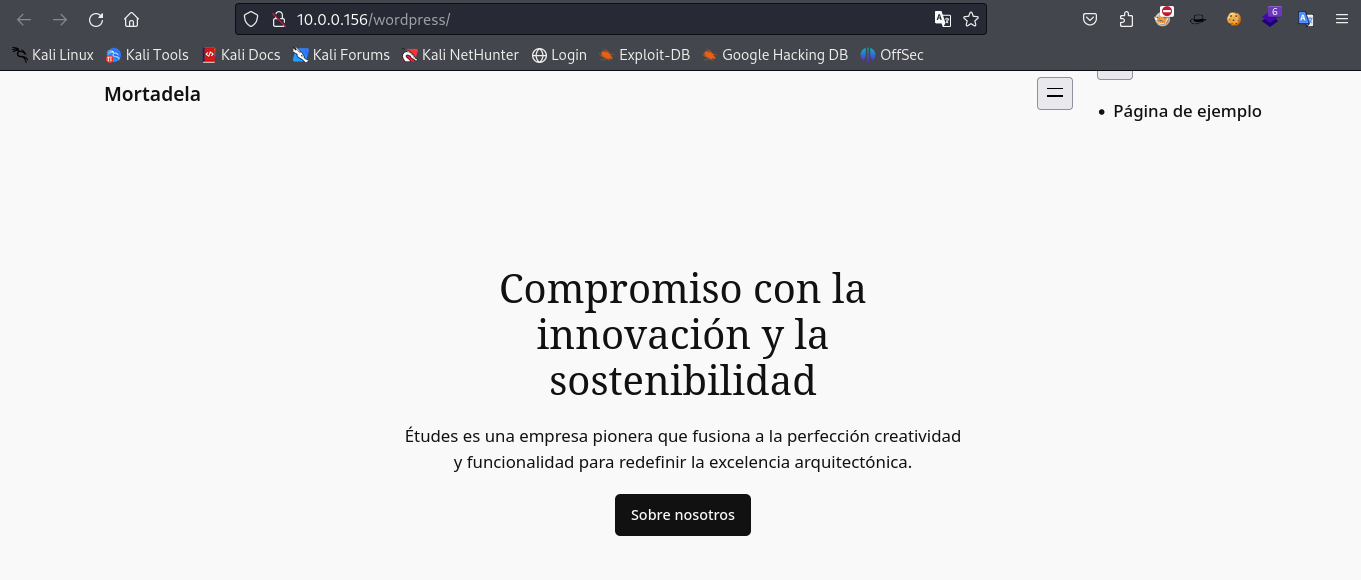 10.0.0.156/wordpress/
6
Kali Linux Kali Tools Kali Docs Kali Forums Kali NetHunter Login Exploit-DB Google Hacking DB OffSec
Mortadela
• Página de ejemplo
Compromiso con la
innovación y la
sostenibilidad
Études es una empresa pionera que fusiona a la perfección creatividad
y funcionalidad para redefinir la excelencia arquitectónica.
Sobre nosotros